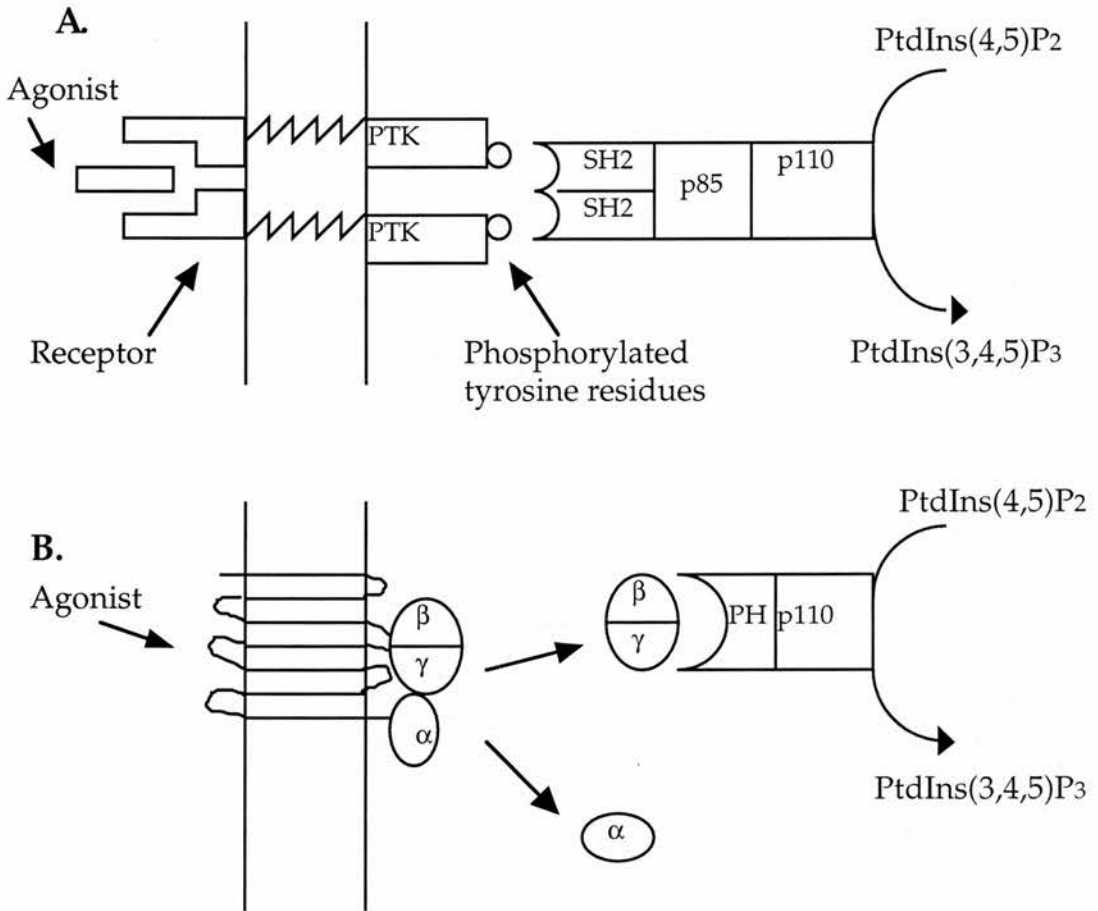 A.
PtdIns(4,5)P2
Agonist
PTK
SH2
p85
p110
SH2
PTK
Receptor
Phosphorylated
tyrosine residues
PtdIns(3,4,5)P3
PtdIns(4,5)P2
B.
Agonist
β
γ
α
β
γ
PH
p110
α
PtdIns(3,4,5)P3